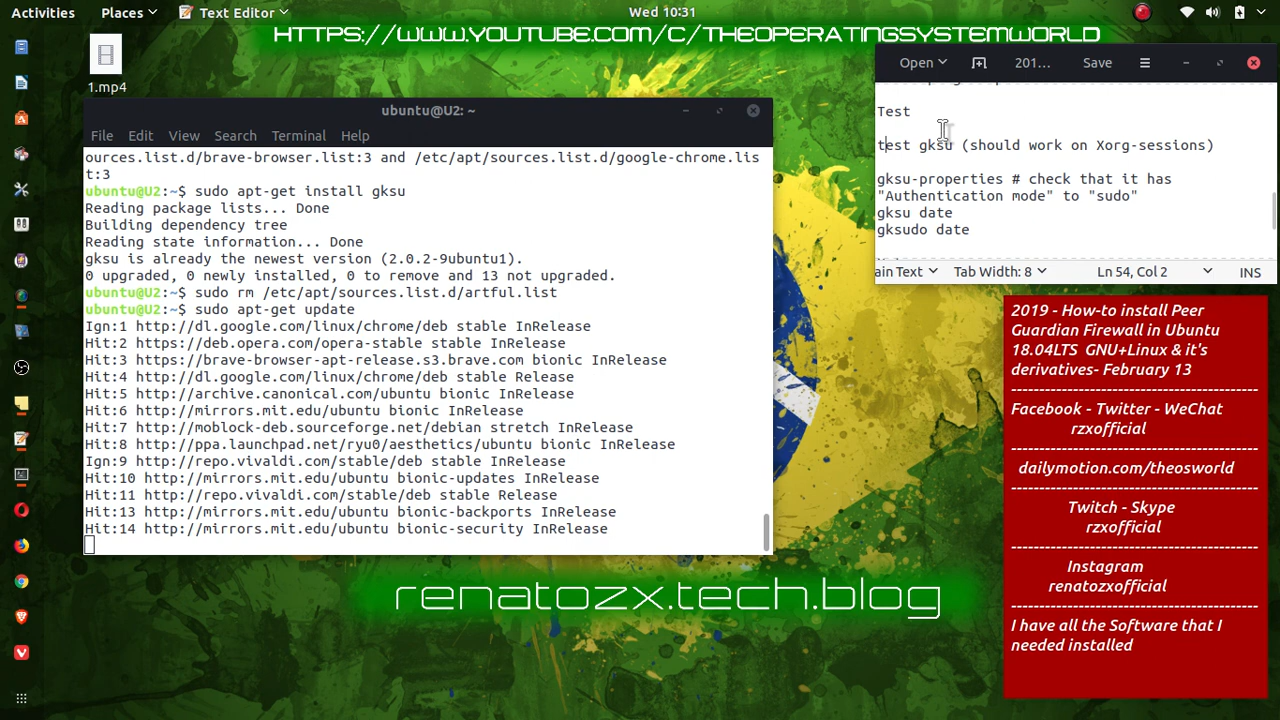 Activities Places Text Editor Wed 10:31
HTTPS://WWW.YOUTUBE.COM/C/THEOPERATINGSYSTEMWORLD
1.mp4
ubuntu@U2: ~
File Edit View Search Terminal Help
ources.list.d/brave-browser.list:3 and /etc/apt/sources.list.d/google-chrome.lis
t:3
ubuntu@U2:~$ sudo apt-get install gksu
Reading package lists... Done
Building dependency tree
Reading state information... Done
gksu is already the newest version (2.0.2-9ubuntu1).
0 upgraded, 0 newly installed, 0 to remove and 13 not upgraded.
ubuntu@U2:~$ sudo rm /etc/apt/sources.list.d/artful.list
ubuntu@U2:~$ sudo apt-get update
Ign:1 http://dl.google.com/linux/chrome/deb stable InRelease
Hit:2 https://deb.opera.com/opera-stable stable InRelease
Hit:3 https://brave-browser-apt-release.s3.brave.com bionic InRelease
Hit:4 http://dl.google.com/linux/chrome/deb stable Release
Hit:5 http://archive.canonical.com/ubuntu bionic InRelease
Hit:6 http://mirrors.mit.edu/ubuntu bionic InRelease
Hit:7 http://moblock-deb.sourceforge.net/debian stretch InRelease
Hit:8 http://ppa.launchpad.net/ryu0/aesthetics/ubuntu bionic InRelease
Ign:9 http://repo.vivaldi.com/stable/deb stable InRelease
Hit:10 http://mirrors.mit.edu/ubuntu bionic-updates InRelease
Hit:11 http://repo.vivaldi.com/stable/deb stable Release
Hit:13 http://mirrors.mit.edu/ubuntu bionic-backports InRelease
Hit:14 http://mirrors.mit.edu/ubuntu bionic-security InRelease
Open 201... Save
Test
test gksu (should work on Xorg-sessions)
gksu-properties # check that it has
"Authentication mode" to "sudo"
gksu date
gksudo date
ain Text Tab Width: 8 Ln 54, Col 2 INS
2019 - How-to install Peer
Guardian Firewall in Ubuntu
18.04LTS GNU+Linux & it's
derivatives- February 13
Facebook - Twitter - WeChat
rzxofficial
dailymotion.com/theosworld
Twitch - Skype
rzxofficial
Instagram
renatozxofficial
I have all the Software that I
needed installed
renatozx.tech.blog